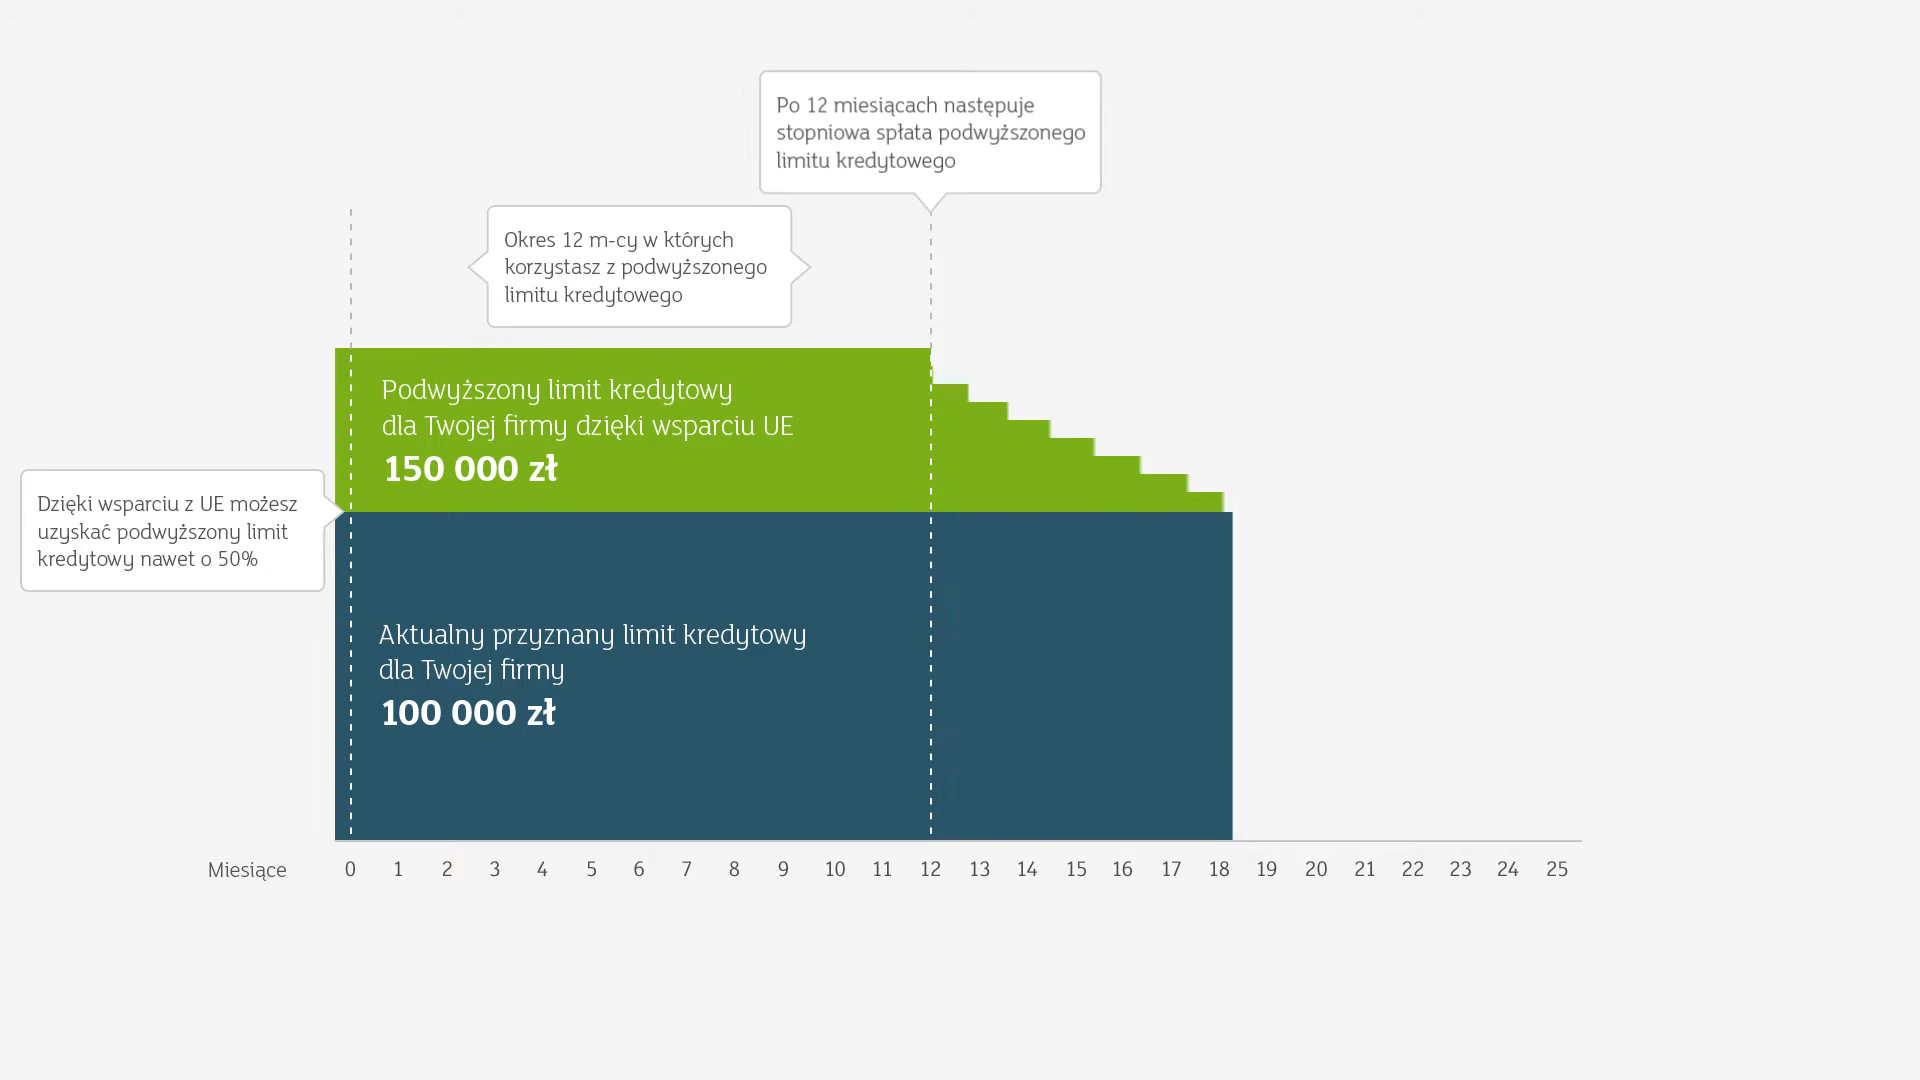 Po 12 miesiącach następuje
stopniowa spłata podwyższonego
limitu kredytowego
Okres 12 m-cy w których
korzystasz z podwyższonego
limitu kredytowego
Podwyższony limit kredytowy
dla Twojej firmy dzięki wsparciu UE
150 000 zł
Dzięki wsparciu z UE możesz
uzyskać podwyższony limit
kredytowy nawet o 50%
Aktualny przyznany limit kredytowy
dla Twojej firmy
100 000 zł
Miesiące 0 1 2 3 4 5 6 7 8 9 10 11 12 13 14 15 16 17 18 19 20 21 22 23 24 25